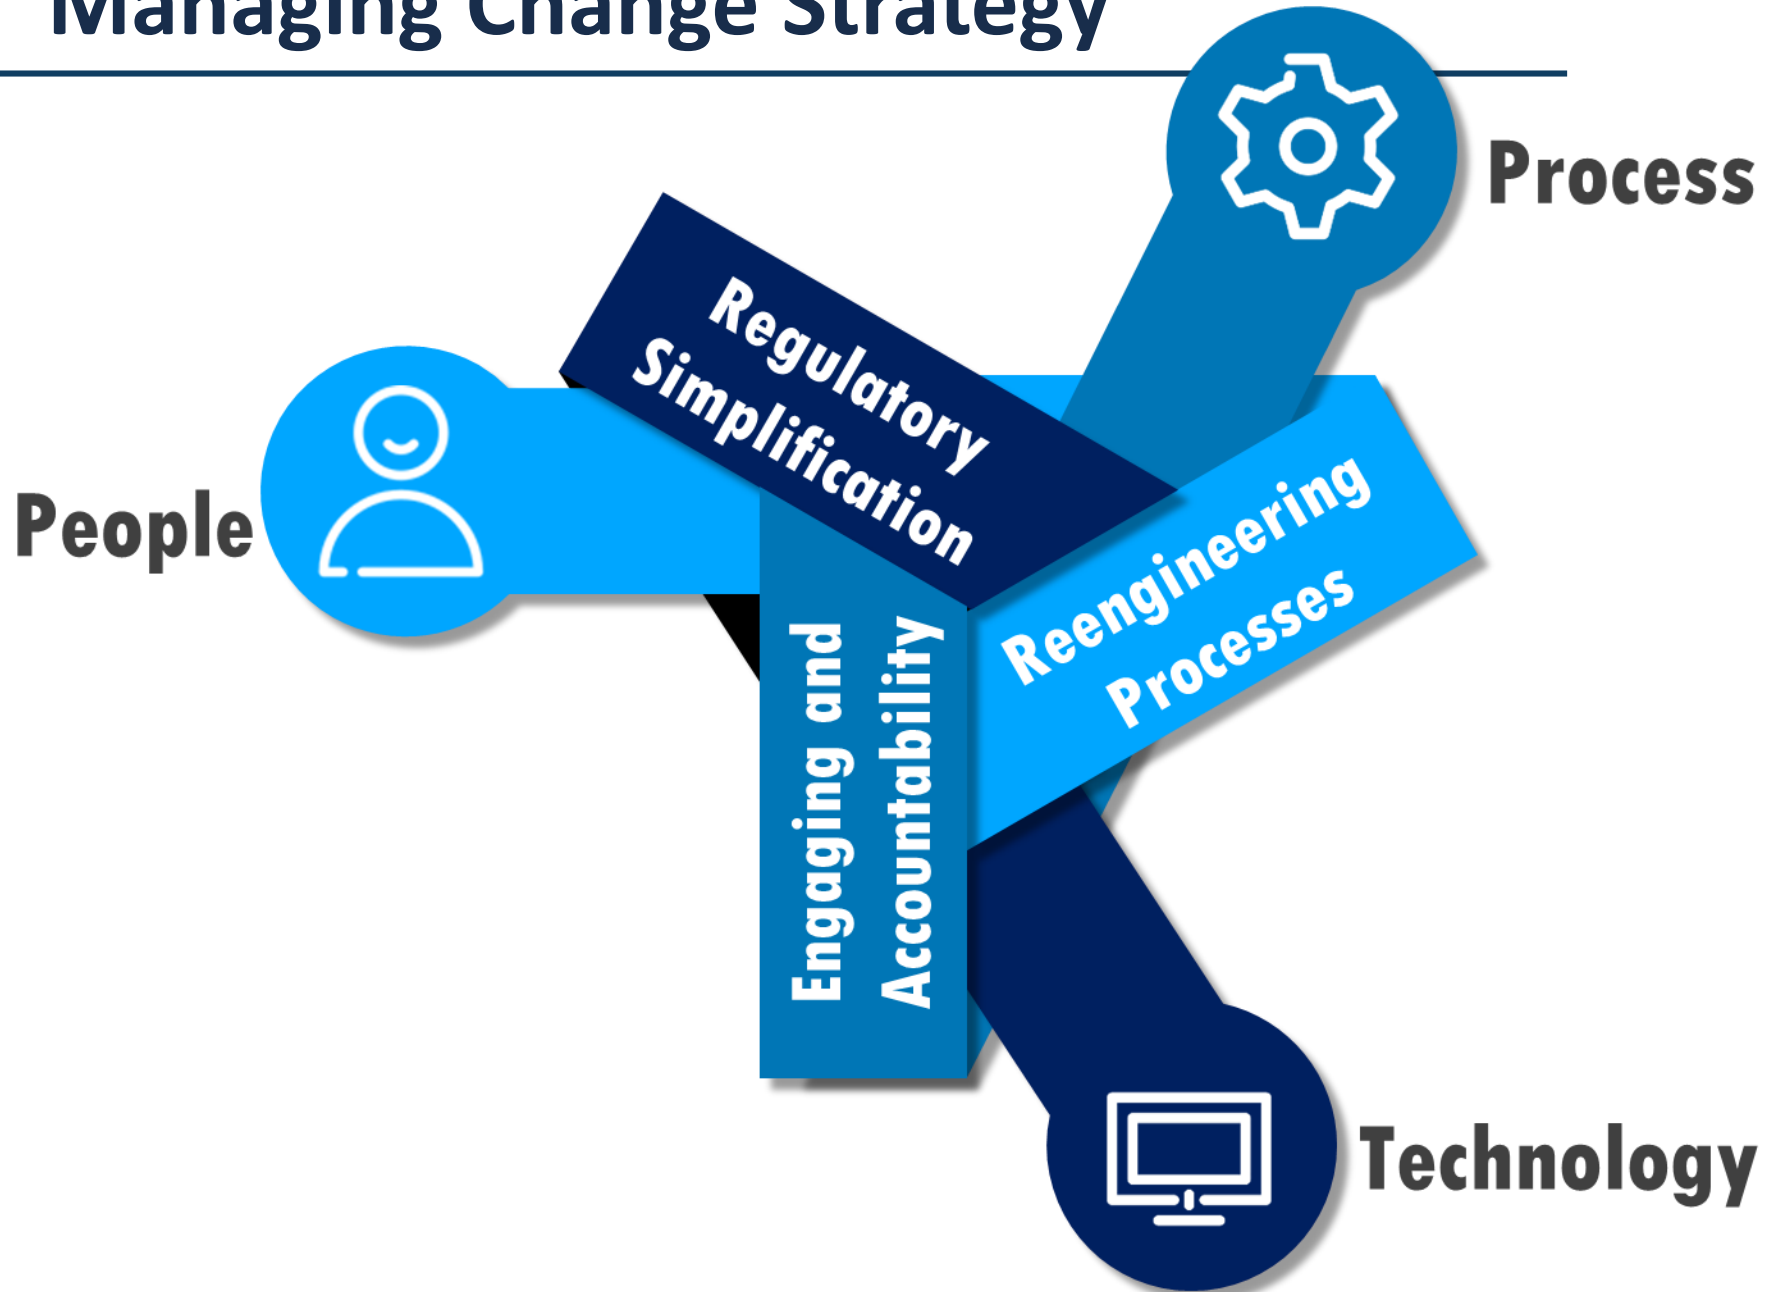 Managing Change Strategy
Process
Regulatory
Simplification
People
Reengineering
Processes
Engaging and
Accountability
Technology